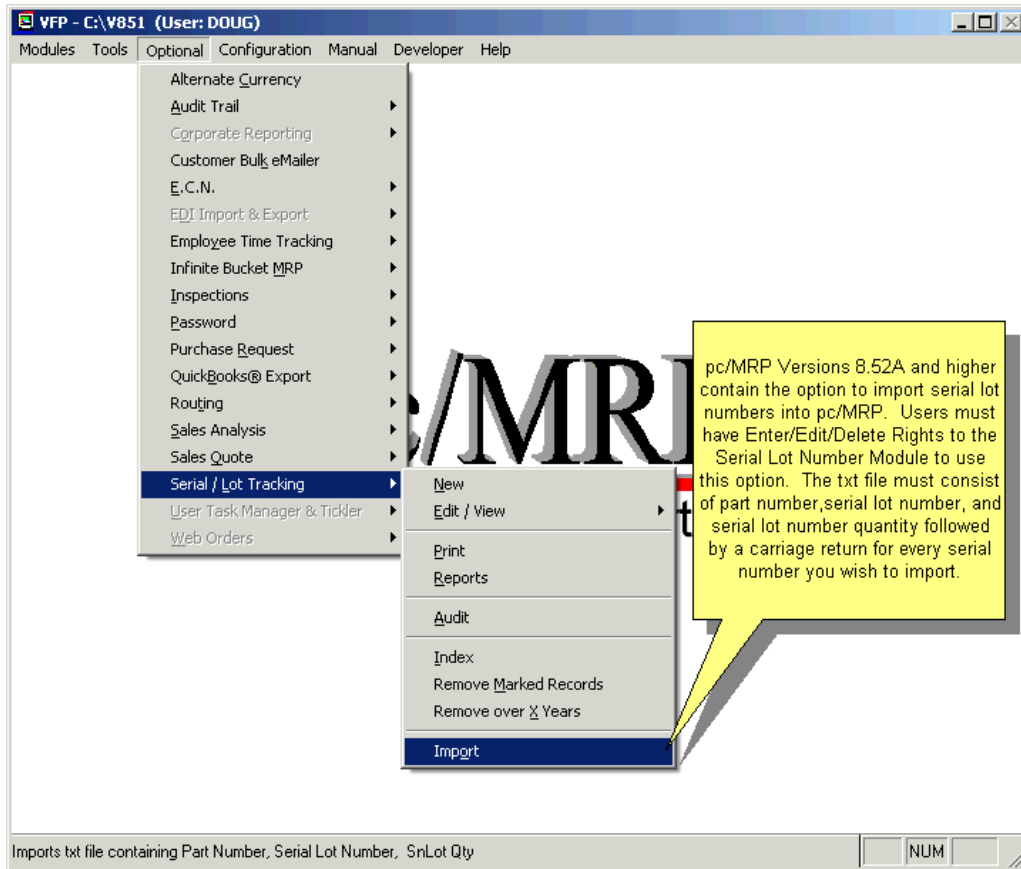 VFP - C:\V851 (User: DOUG)
Modules Tools Optional Configuration Manual Developer Help
Alternate Currency
Audit Trail
Corporate Reporting
Customer Bulk eMailer
E.C.N.
EDI Import & Export
Employee Time Tracking
Infinite Bucket MRP
Inspections
Password
Purchase Request
QuickBooks® Export
Routing
Sales Analysis
Sales Quote
Serial / Lot Tracking
User Task Manager & Tickler
Web Orders
/MRP
New
Edit / View
Print
Reports
Audit
Index
Remove Marked Records
Remove over X Years
Import
pc/MRP Versions 8.52A and higher
contain the option to import serial lot
numbers into pc/MRP. Users must
have Enter/Edit/Delete Rights to the
Serial Lot Number Module to use
this option. The txt file must consist
of part number,serial lot number, and
serial lot number quantity followed
by a carriage return for every serial
number you wish to import.
Imports txt file containing Part Number, Serial Lot Number, SnLot Qty
NUM